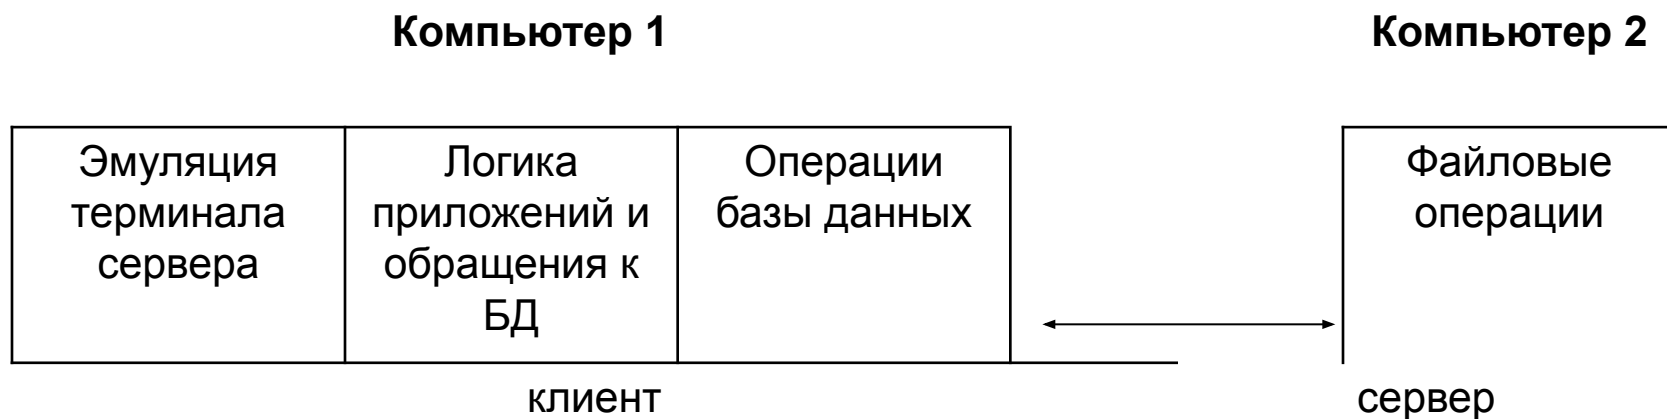 Компьютер 1
Компьютер 2
Эмуляция
терминала
сервера
Логика
приложений и
обращения к
БД
Операции
базы данных
Файловые
операции
клиент
сервер